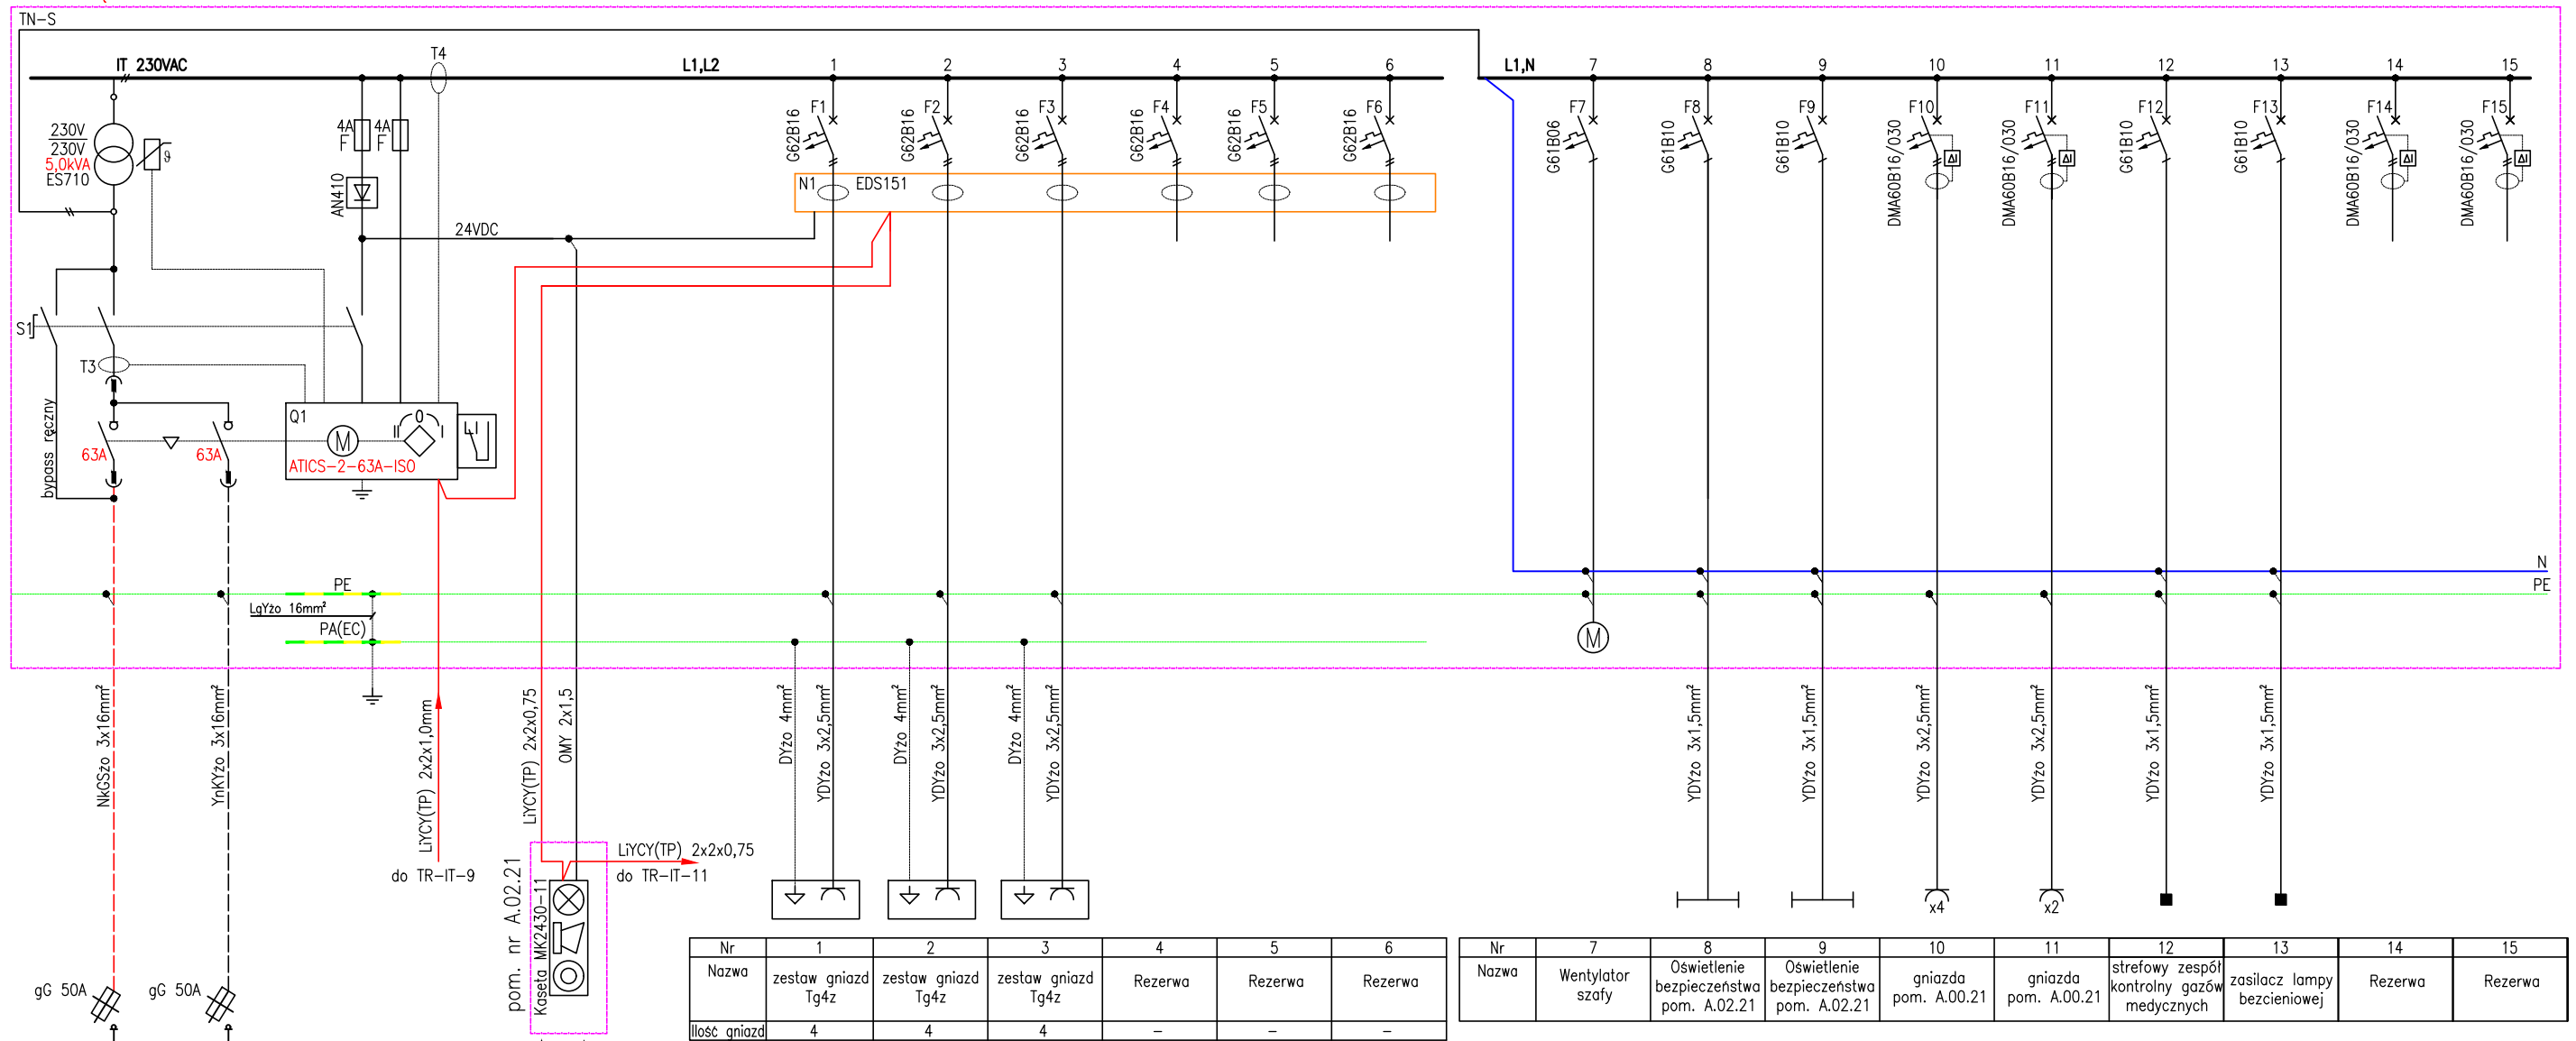 TN-S
IT 230VAC
T4
L1,L2
1
2
3
4
5
6
L1,N
7
8
9
10
11
12
13
14
15
230V
230V
5,0kVA
ES710
ϑ
4A
F
4A
F
AN410
F1
G62B16
F2
G62B16
F3
G62B16
F4
G62B16
F5
G62B16
F6
G62B16
F7
G61B06
F8
G61B10
F9
G61B10
F10
DMA60B16/030
ΔI
F11
DMA60B16/030
ΔI
F12
G61B10
F13
G61B10
F14
DMA60B16/030
ΔI
F15
DMA60B16/030
ΔI
N1
EDS151
24VDC
S1
T3
bypass ręczny
63A
63A
Q1
M
II
0
I
ATICS-2-63A-ISO
N
PE
PE
LgYżo 16mm²
PA(EC)
M
NkGSżo 3x16mm²
YnKYżo 3x16mm²
LiYCY(TP) 2x2x1,0mm
do TR-IT-9
LiYCY(TP) 2x2x0,75
OMY 2x1,5
DYżo 4mm²
YDYżo 3x2,5mm²
DYżo 4mm²
YDYżo 3x2,5mm²
DYżo 4mm²
YDYżo 3x2,5mm²
YDYżo 3x1,5mm²
YDYżo 3x1,5mm²
YDYżo 3x2,5mm²
YDYżo 3x2,5mm²
YDYżo 3x1,5mm²
YDYżo 3x1,5mm²
LiYCY(TP) 2x2x0,75
do TR-IT-11
pom. nr A.02.21
Kaseta MK2430-11
x4
x2
gG 50A
gG 50A
Nr 1 2 3 4 5 6
Nazwa zestaw gniazd Tg4z zestaw gniazd Tg4z zestaw gniazd Tg4z Rezerwa Rezerwa Rezerwa
Ilość gniazd 4 4 4 - - -
Nr 7 8 9 10 11 12 13 14 15
Nazwa Wentylator szafy Oświetlenie bezpieczeństwa pom. A.02.21 Oświetlenie bezpieczeństwa pom. A.02.21 gniazda pom. A.00.21 gniazda pom. A.00.21 strefowy zespół kontrolny gazów medycznych zasilacz lampy bezcieniowej Rezerwa Rezerwa